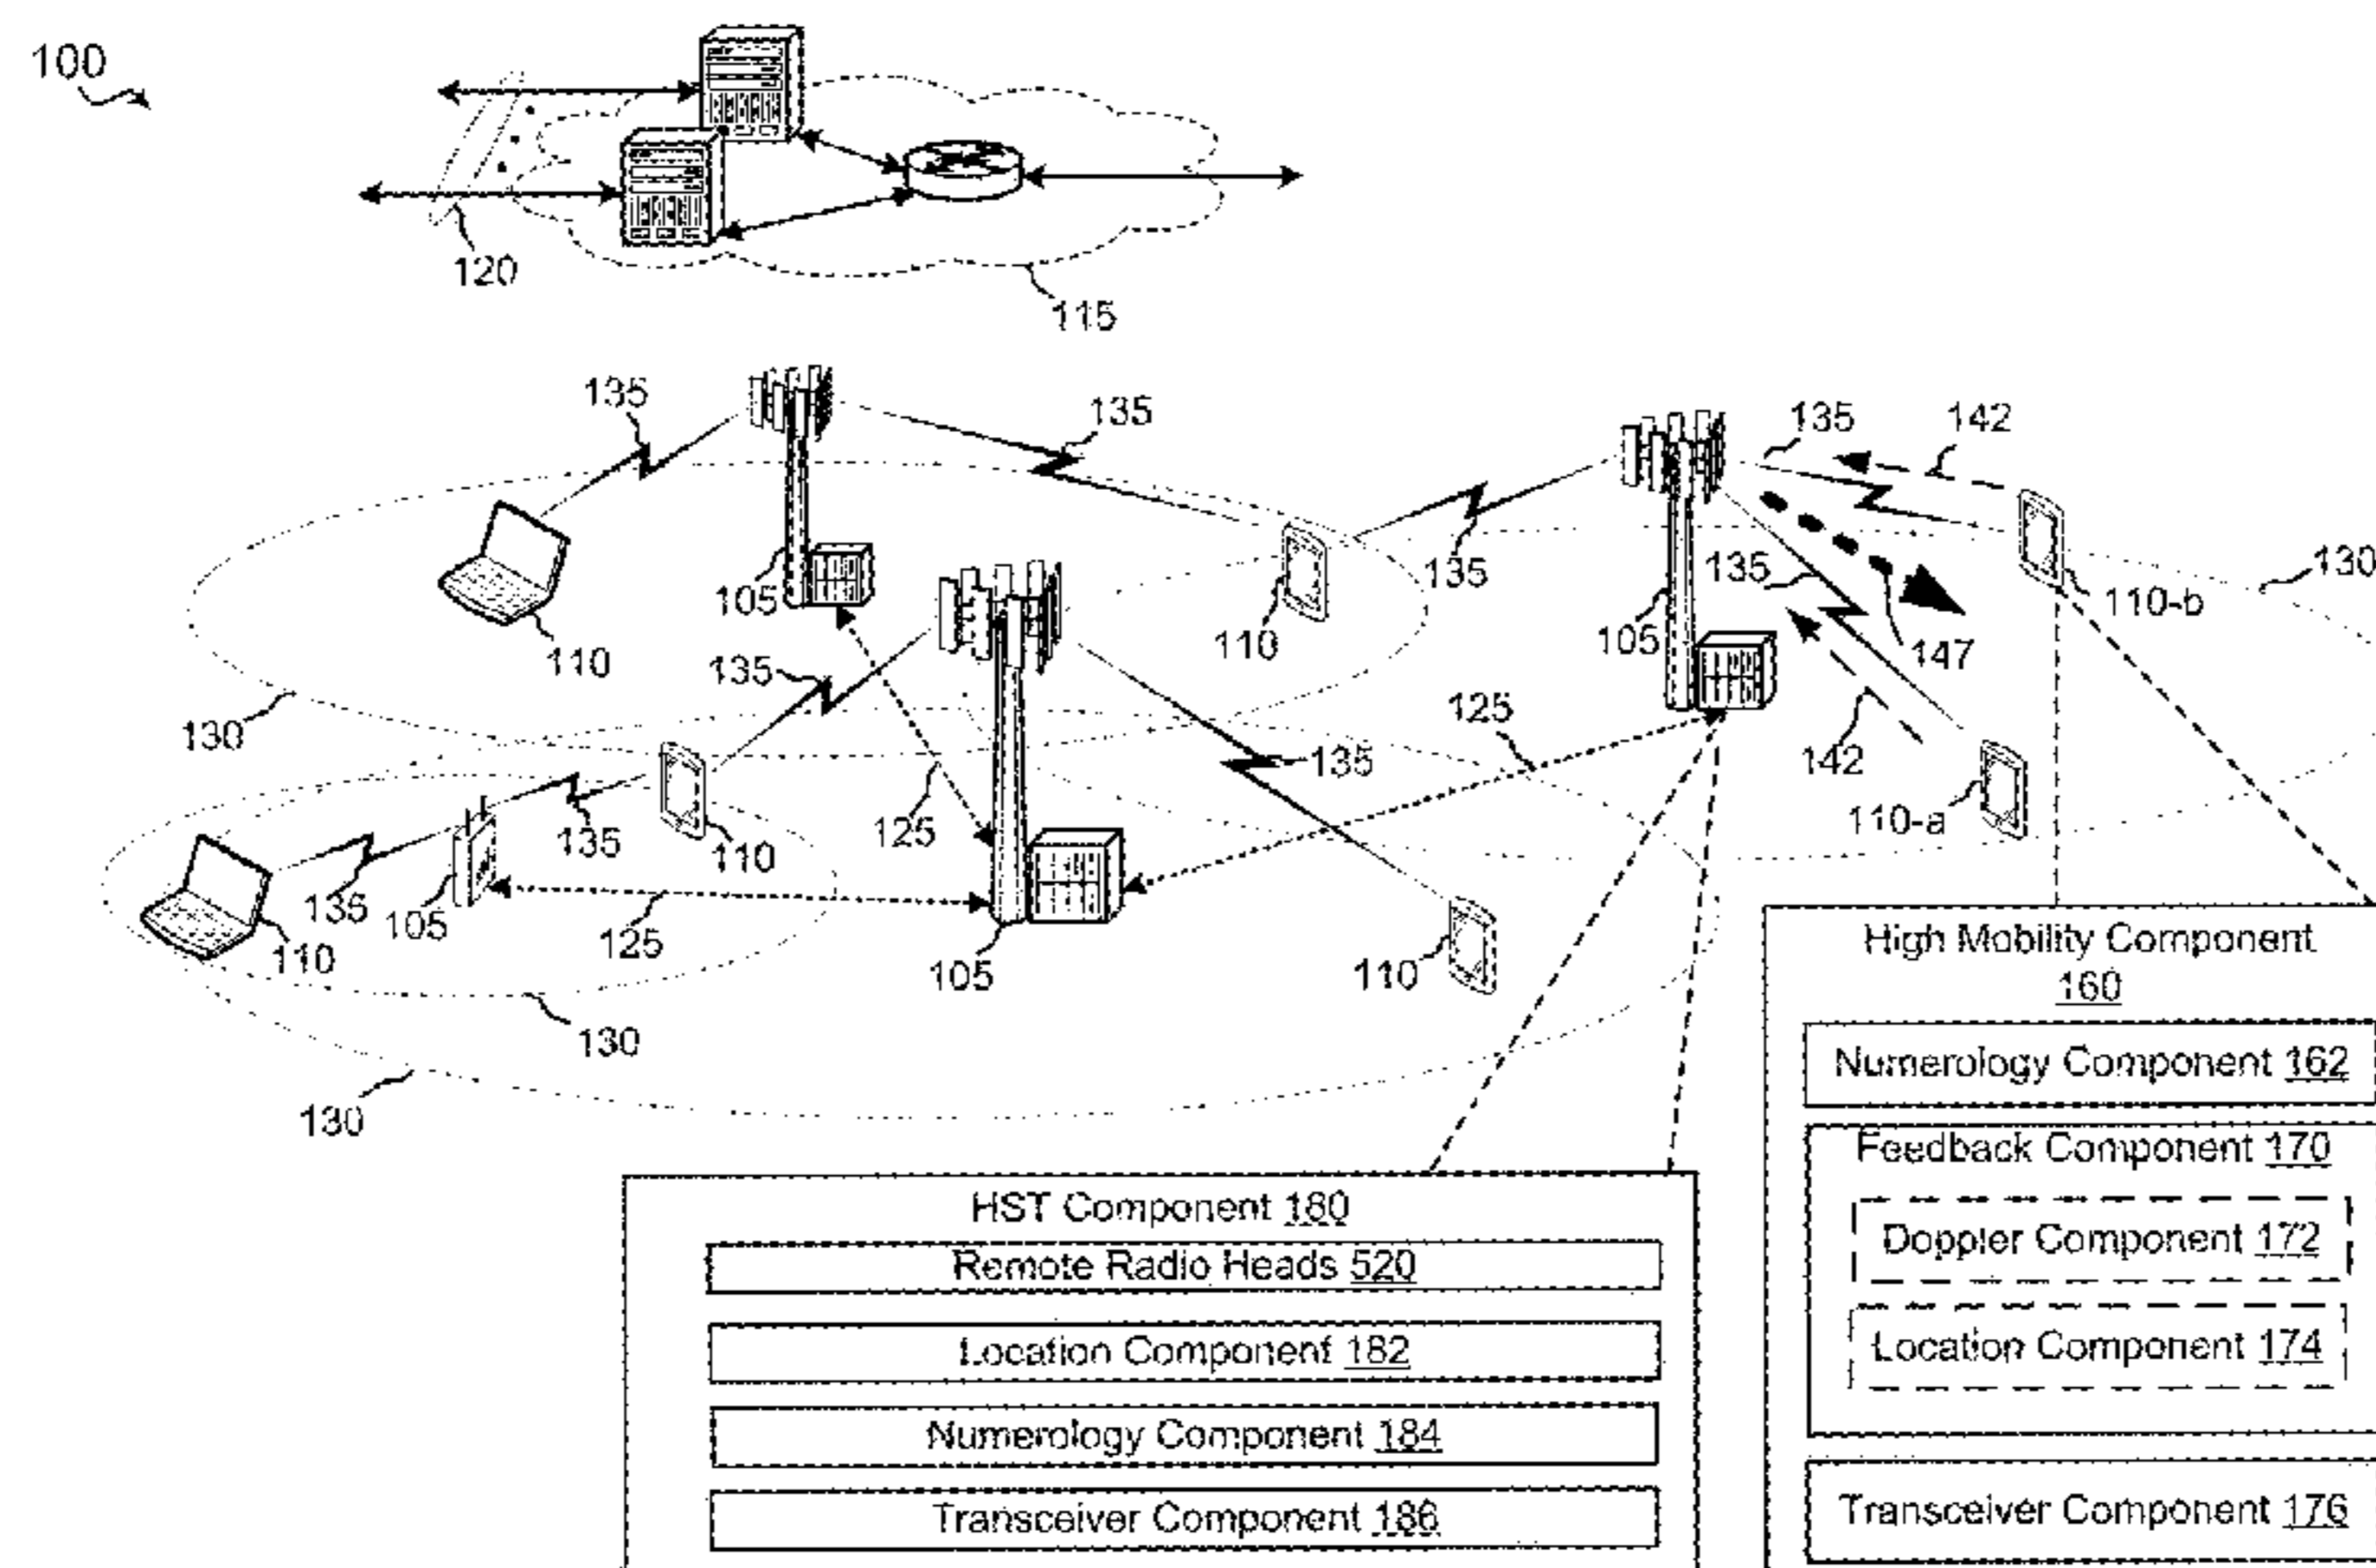 100
120
115
135
135
135
142
105
110
110
135
105
135
147
110-b
130
130
135
125
125
135
142
110-a
135
105
135
110
125
110
105
110
130
130
High Mobility Component
160
Numerology Component 162
Feedback Component 170
Doppler Component 172
Location Component 174
Transceiver Component 176
HST Component 180
Remote Radio Heads 520
Location Component 182
Numerology Component 184
Transceiver Component 186